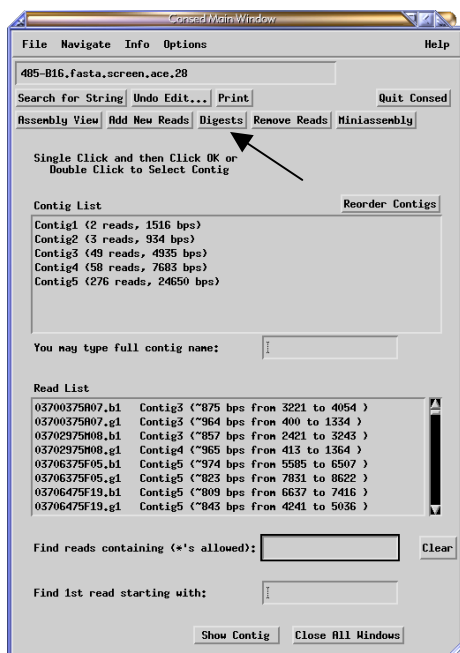 Consed Main Window
File Navigate Info Options Help
485-B16.fasta.screen.ace.28
Search for String Undo Edit... Print Quit Consed
Assembly View Add New Reads Digests Remove Reads Miniassembly
Single Click and then Click OK or
Double Click to Select Contig
Contig List Reorder Contigs
Contig1 (2 reads, 1516 bps)
Contig2 (3 reads, 934 bps)
Contig3 (49 reads, 4935 bps)
Contig4 (58 reads, 7683 bps)
Contig5 (276 reads, 24650 bps)
You may type full contig name:
Read List
03700375A07.b1 Contig3 (~875 bps from 3221 to 4054 )
03700375A07.g1 Contig3 (~964 bps from 400 to 1334 )
03702975M08.b1 Contig3 (~857 bps from 2421 to 3243 )
03702975M08.g1 Contig4 (~965 bps from 413 to 1364 )
03706375F05.b1 Contig5 (~974 bps from 5585 to 6507 )
03706375F05.g1 Contig5 (~823 bps from 7831 to 8622 )
03706475F19.b1 Contig5 (~809 bps from 6637 to 7416 )
03706475F19.g1 Contig5 (~843 bps from 4241 to 5036 )
Find reads containing (*'s allowed): Clear
Find 1st read starting with:
Show Contig Close All Windows